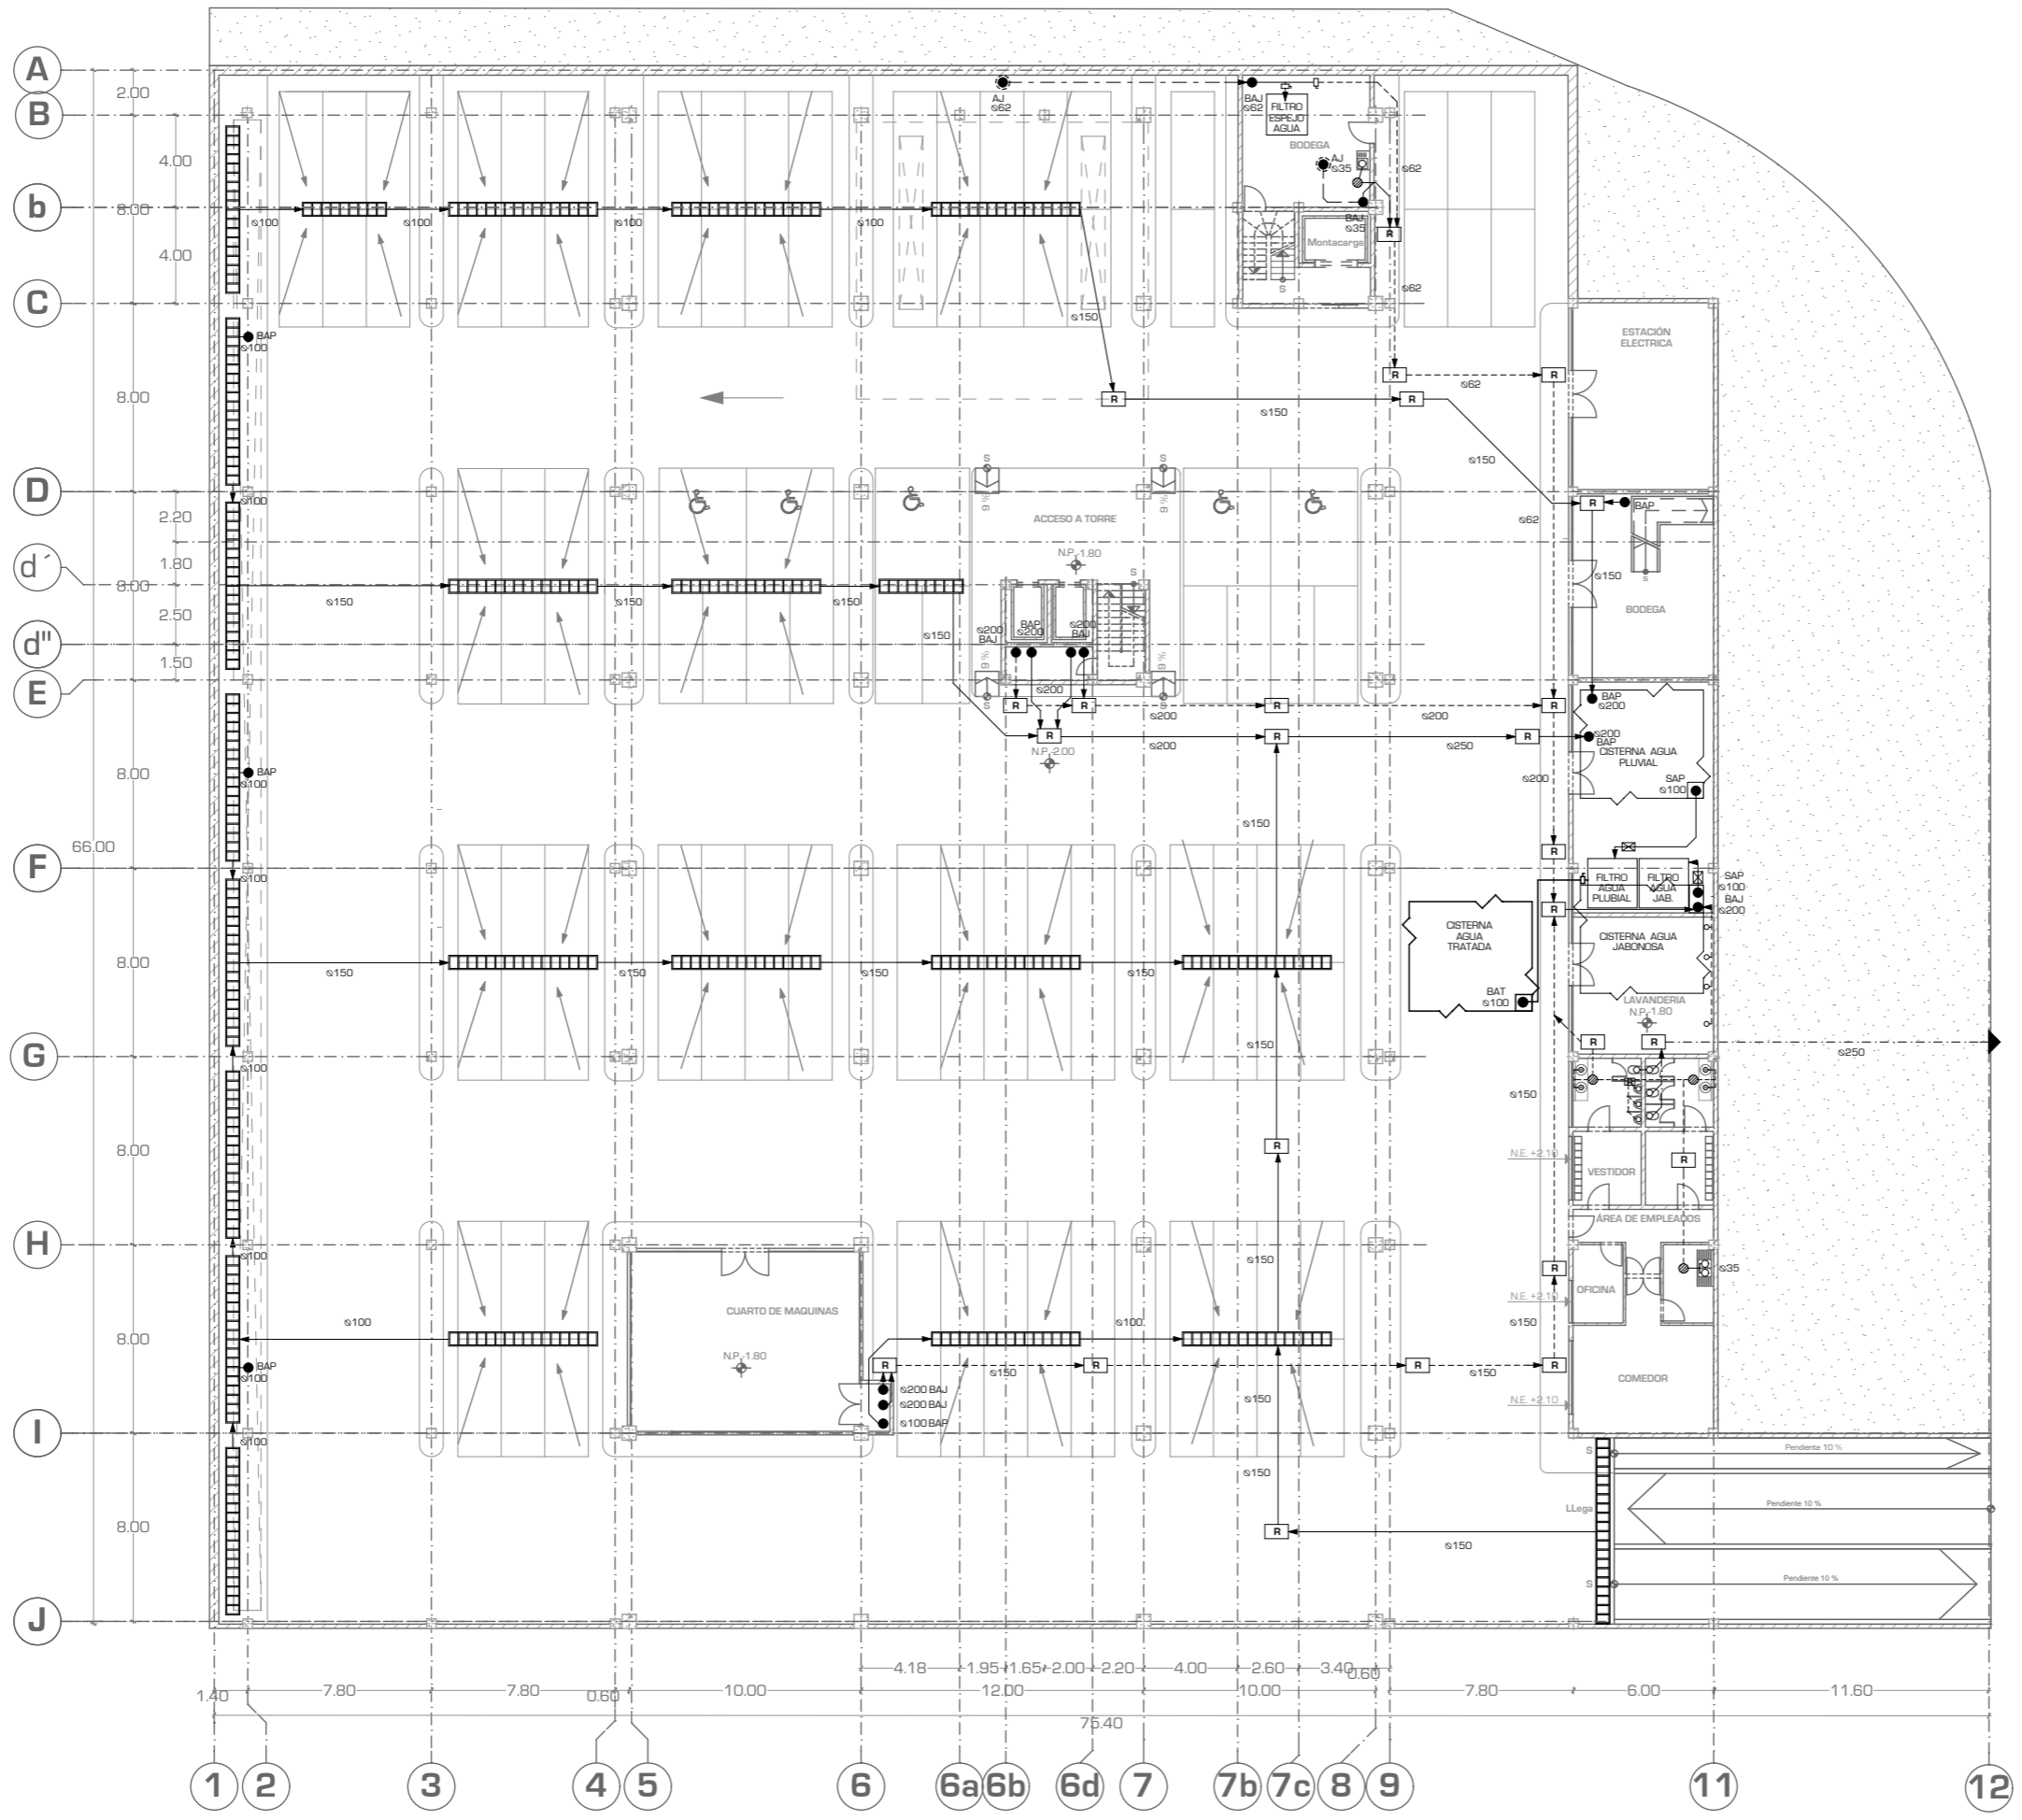 A
2.00
B
4.00
b
8.00
4.00
C
8.00
D
2.20
d´
1.80
8.00
2.50
d"
1.50
E
8.00
66.00
F
8.00
G
8.00
H
8.00
I
8.00
J
AJ
ø62
BAJ
ø62
FILTRO
ESPEJO
AGUA
BODEGA
AJ
ø35
ø62
BAJ
ø35
R
Montacarga
S
ø62
ø100
ø100
ø100
ø100
ø150
BAP
ø100
R
ø62
R
R
ø150
R
ø150
ESTACIÓN
ELECTRICA
ø100
S
6 %
S
6 %
ACCESO A TORRE
N.P.-1.80
S
ø62
R
BAP
ø150
S
BODEGA
ø150
ø150
ø150
ø150
ø200
BAJ
BAP
ø200
ø200
BAJ
6 %
S
6 %
S
ø200
R
R
ø200
R
ø200
R
BAP
ø200
R
N.P.-2.00
ø200
R
ø250
R
ø200
BAP
CISTERNA AGUA
PLUVIAL
SAP
ø100
ø200
BAP
ø100
ø150
R
ø100
FILTRO
AGUA
PLUBIAL
FILTRO
AGUA
JAB.
SAP
ø100
BAJ
ø200
R
CISTERNA
AGUA
TRATADA
CISTERNA AGUA
JABONOSA
ø150
ø150
ø150
ø150
BAT
ø100
LAVANDERIA
N.P.-1.80
ø150
R
R
ø250
ø100
ø150
R
N.E. +2.10
VESTIDOR
R
ÁREA DE EMPLEADOS
ø100
ø150
R
ø35
OFICINA
N.E. +2.10
CUARTO DE MAQUINAS
ø100
ø100
ø150
N.P.-1.80
BAP
ø100
R
ø150
R
R
ø150
R
COMEDOR
ø200 BAJ
ø200 BAJ
ø100 BAP
ø150
N.E. +2.10
ø100
ø150
S
Pendiente 10 %
LLega
Pendiente 10 %
R
ø150
S
Pendiente 10 %
4.18
1.95
1.65
2.00
2.20
4.00
2.60
3.40
0.60
1.40
7.80
7.80
0.60
10.00
12.00
10.00
7.80
6.00
11.60
75.40
1
2
3
4
5
6
6a
6b
6d
7
7b
7c
8
9
11
12